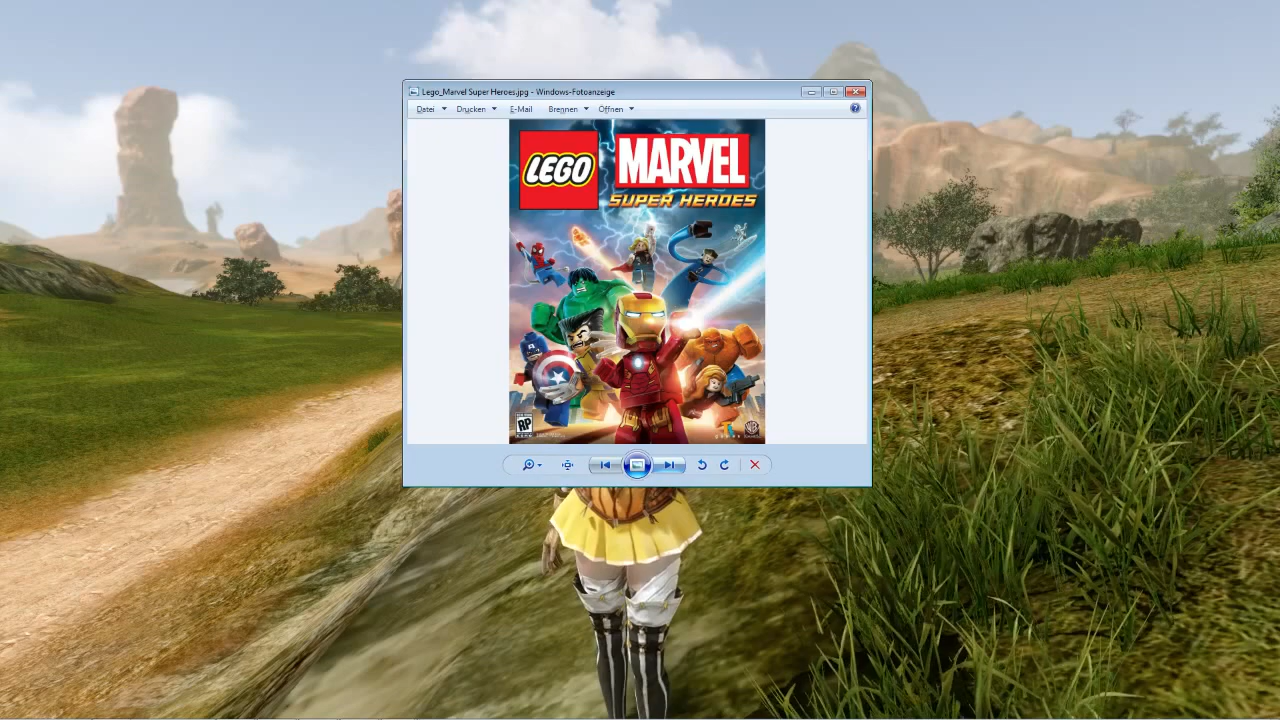 Lego_Marvel Super Heroes.jpg - Windows-Fotoanzeige
Datei Drucken E-Mail Brennen Öffnen
LEGO MARVEL
SUPER HEROES
RP